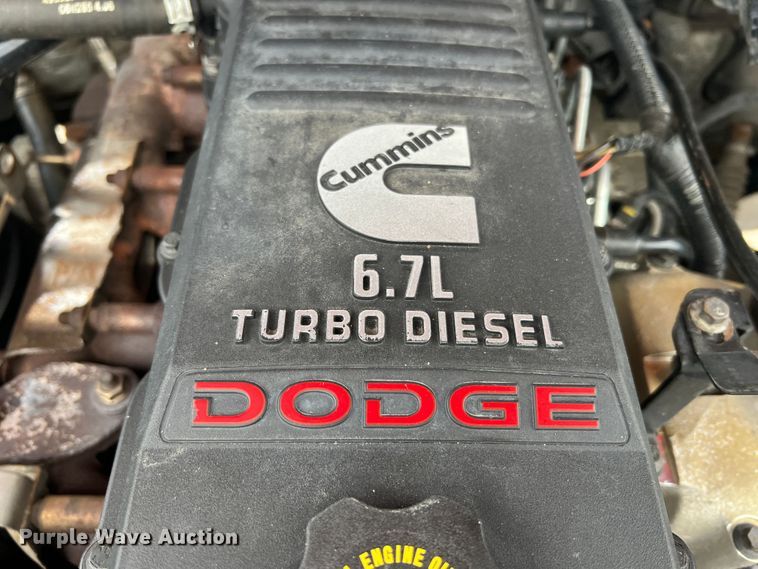 Cummins
6.7L
TURBO DIESEL
DODGE
ENGINE
Purple Wave Auction